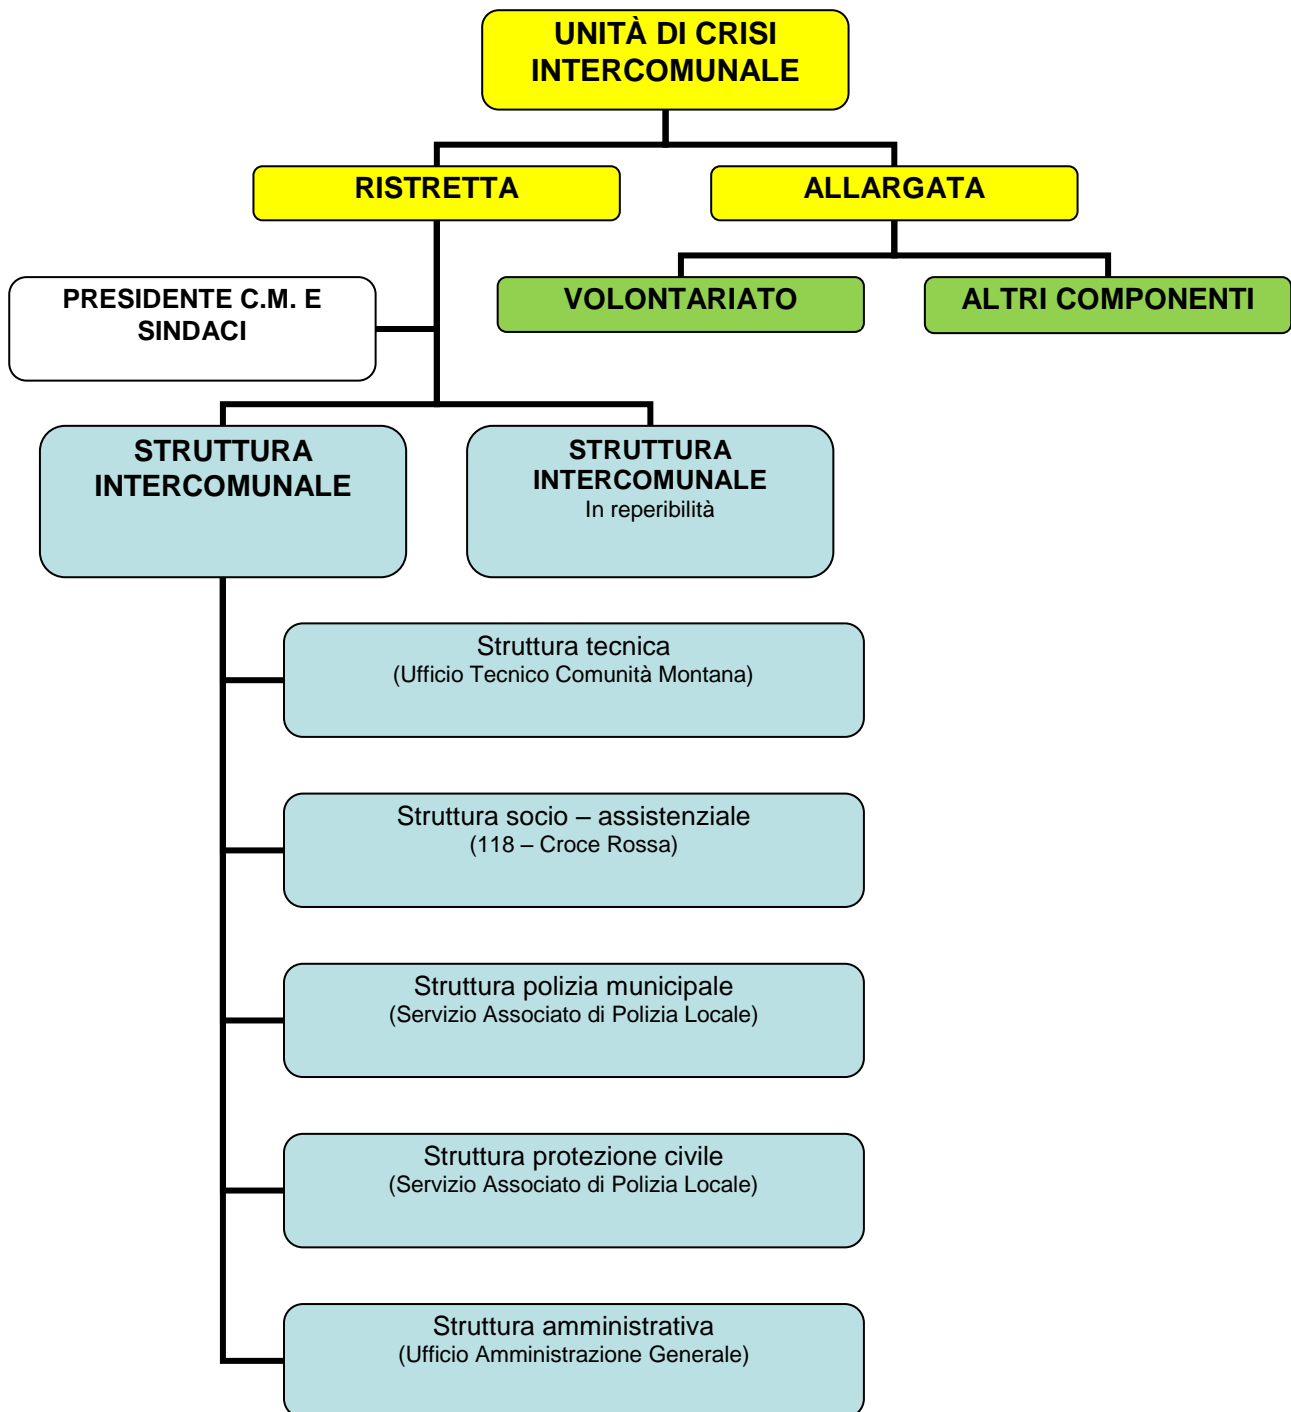 UNITÀ DI CRISI
INTERCOMUNALE
RISTRETTA
ALLARGATA
PRESIDENTE C.M. E
SINDACI
VOLONTARIATO
ALTRI COMPONENTI
STRUTTURA
INTERCOMUNALE
STRUTTURA
INTERCOMUNALE
In reperibilità
Struttura tecnica
(Ufficio Tecnico Comunità Montana)
Struttura socio – assistenziale
(118 – Croce Rossa)
Struttura polizia municipale
(Servizio Associato di Polizia Locale)
Struttura protezione civile
(Servizio Associato di Polizia Locale)
Struttura amministrativa
(Ufficio Amministrazione Generale)